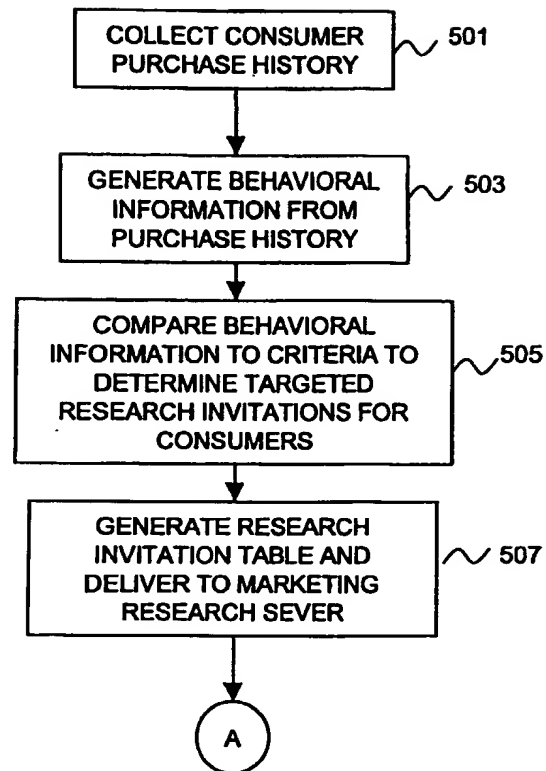 COLLECT CONSUMER
PURCHASE HISTORY
501
GENERATE BEHAVIORAL
INFORMATION FROM
PURCHASE HISTORY
503
COMPARE BEHAVIORAL
INFORMATION TO CRITERIA TO
DETERMINE TARGETED
RESEARCH INVITATIONS FOR
CONSUMERS
505
GENERATE RESEARCH
INVITATION TABLE AND
DELIVER TO MARKETING
RESEARCH SEVER
507
A